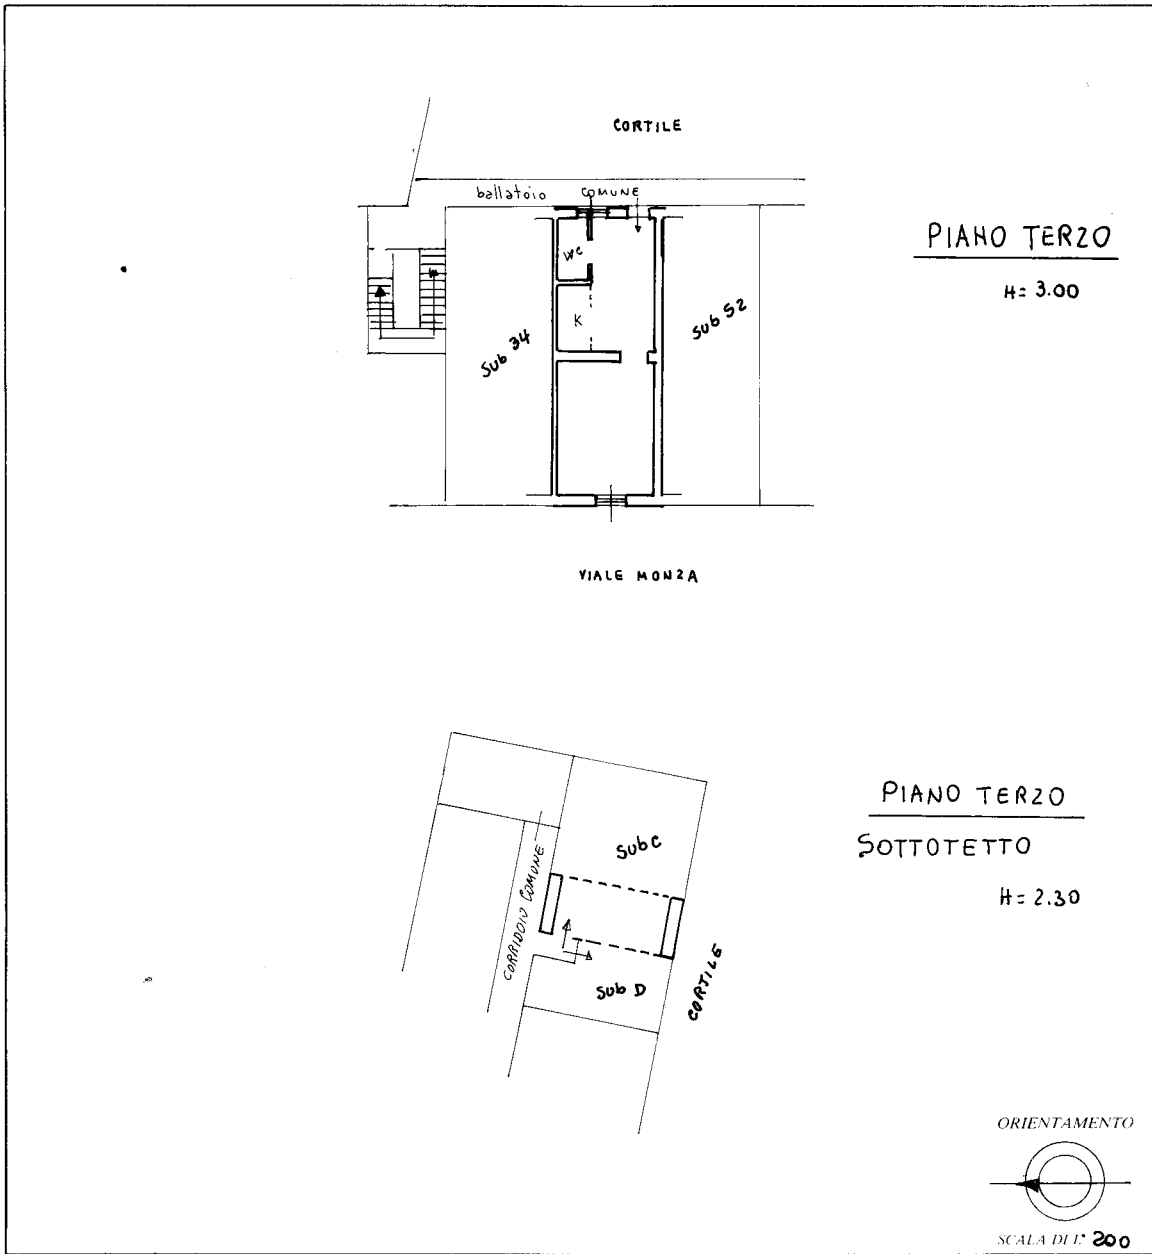 CORTILE
ballatoio COMUNE
PIANO TERZO
H= 3.00
WC
K
Sub 34
Sub 52
VIALE MONZA
PIANO TERZO
SOTTOTETTO
H= 2.30
Sub C
CORRIDOIO COMUNE
Sub D
CORTILE
ORIENTAMENTO
SCALA DI 1: 200